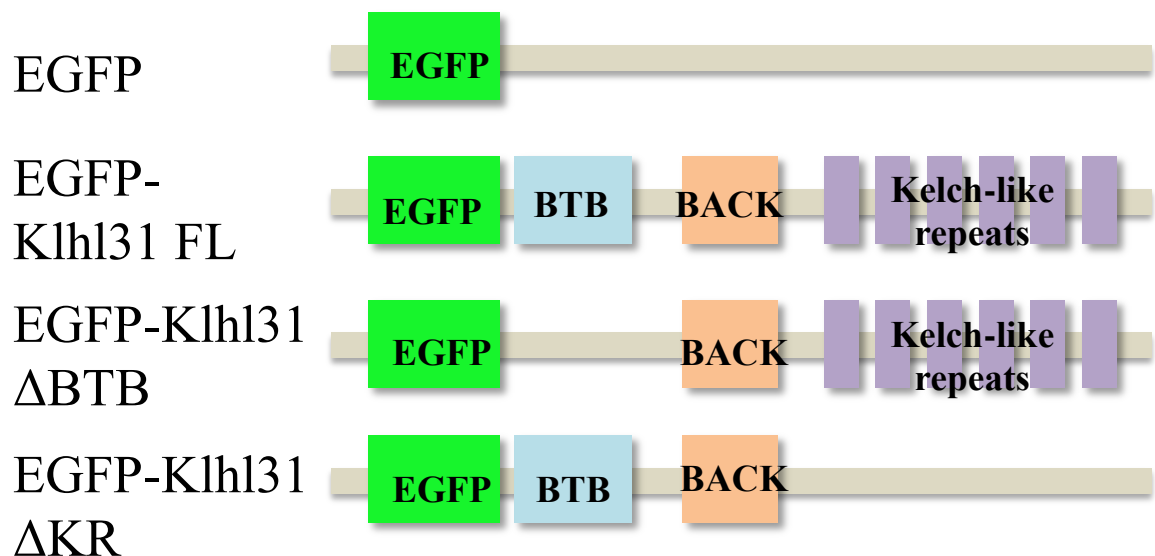 EGFP
EGFP
EGFP-
Klhl31 FL
EGFP
BTB
BACK
Kelch-like
repeats
EGFP-Klhl31
ΔBTB
EGFP
BACK
Kelch-like
repeats
EGFP-Klhl31
ΔKR
EGFP
BTB
BACK